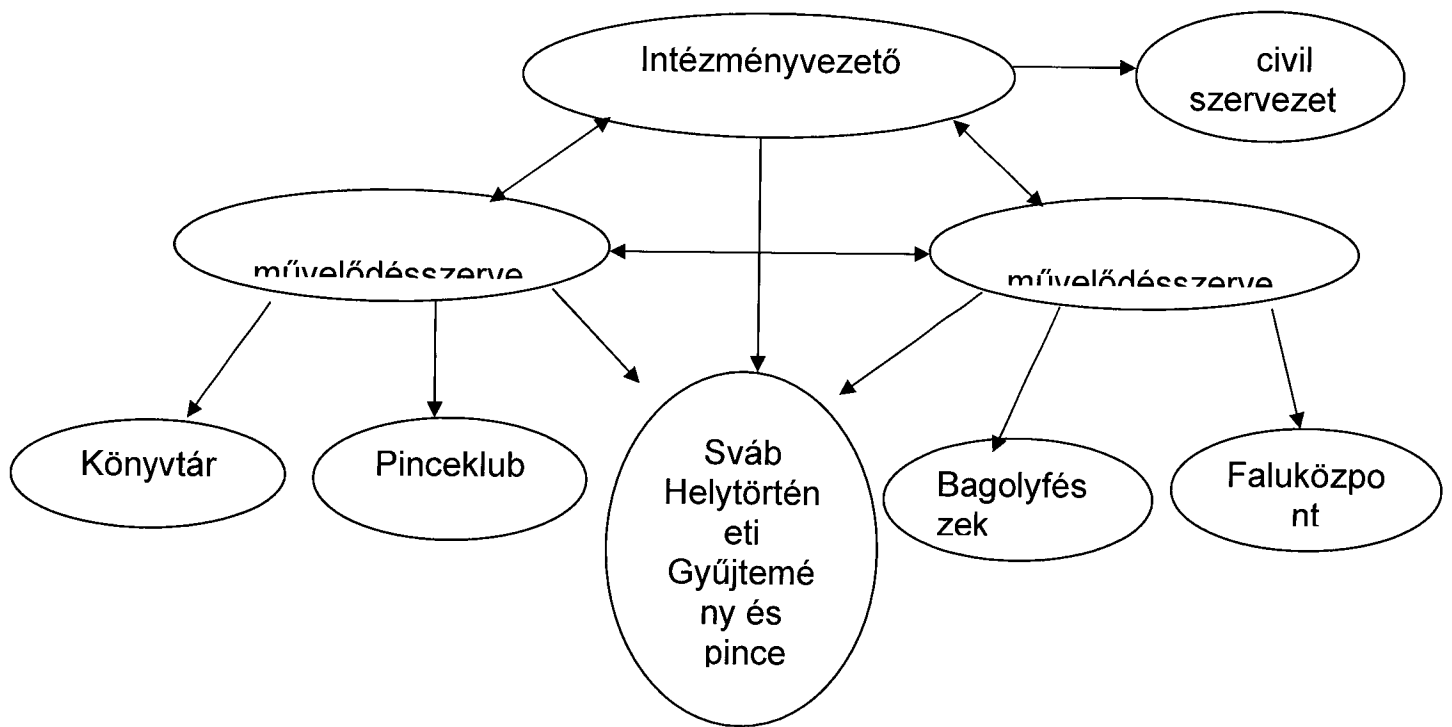 Intézményvezető
civil
szervezet
művelődésszerve
művelődésszerve
Könyvtár
Pinceklub
Sváb
Helytörtén
eti
Gyűjtemé
ny és
pince
Bagolyfés
zek
Faluközpo
nt